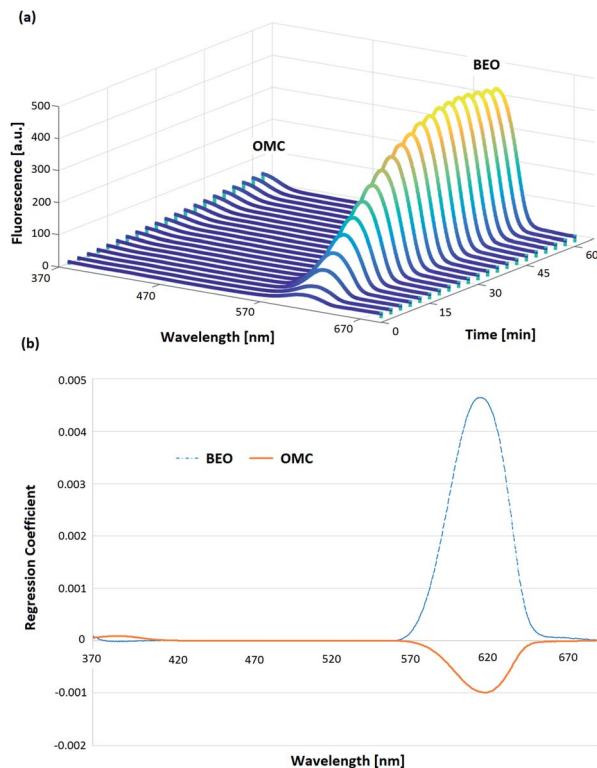 (a)
BEO
OMC
Fluorescence [a.u.]
500
400
300
200
100
0
370
470
570
670
Wavelength [nm]
0
15
30
45
60
Time [min]
(b)
BEO
OMC
Regression Coefficient
0.005
0.004
0.003
0.002
0.001
0
-0.001
-0.002
370 420 470 520 570 620 670
Wavelength [nm]